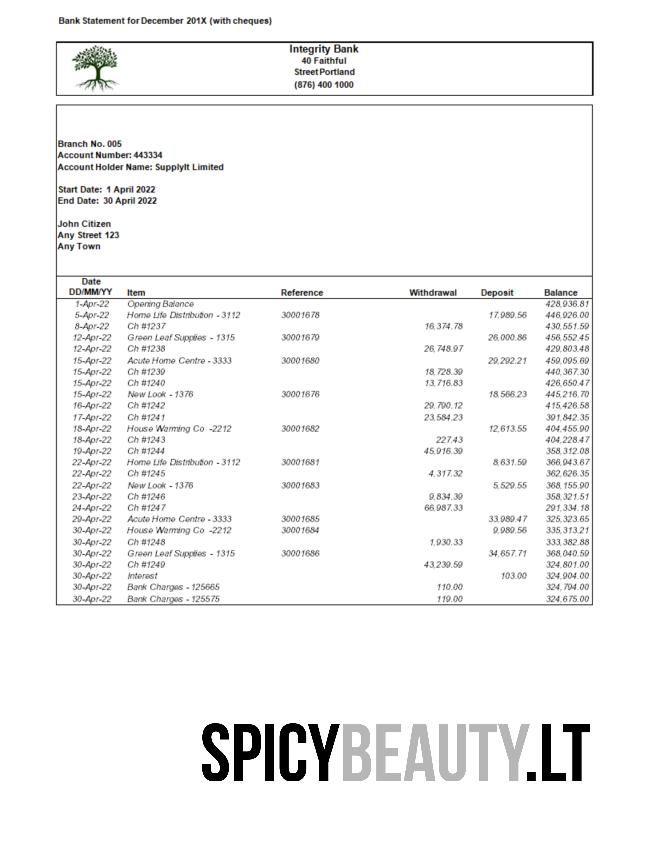 Bank Statement for December 201X (with cheques)
Integrity Bank
40 Faithful
Street Portland
(876) 400 1000
Branch No. 005
Account Number: 443334
Account Holder Name: SupplyIt Limited
Start Date: 1 April 2022
End Date: 30 April 2022
John Citizen
Any Street 123
Any Town
Date
DD/MM/YY Item Reference Withdrawal Deposit Balance
1-Apr-22 Opening Balance 428,936.81
5-Apr-22 Home Life Distribution - 3112 30001678 17,989.56 446,926.00
8-Apr-22 Ch #1237 16,374.78 430,551.59
12-Apr-22 Green Leaf Supplies - 1315 30001679 26,000.86 456,552.45
12-Apr-22 Ch #1238 26,748.97 429,803.48
15-Apr-22 Acute Home Centre - 3333 30001680 29,292.21 459,095.69
15-Apr-22 Ch #1239 18,728.39 440,367.30
15-Apr-22 Ch #1240 13,716.83 426,650.47
15-Apr-22 New Look - 1376 30001676 18,566.23 445,216.70
16-Apr-22 Ch #1242 29,790.12 415,426.58
17-Apr-22 Ch #1241 23,584.23 391,842.35
18-Apr-22 House Warming Co -2212 30001682 12,613.55 404,455.90
18-Apr-22 Ch #1243 227.43 404,228.47
19-Apr-22 Ch #1244 45,916.39 358,312.08
22-Apr-22 Home Life Distribution - 3112 30001681 8,631.59 366,943.67
22-Apr-22 Ch #1245 4,317.32 362,626.35
22-Apr-22 New Look - 1376 30001683 5,529.55 368,155.90
23-Apr-22 Ch #1246 9,834.39 358,321.51
24-Apr-22 Ch #1247 66,987.33 291,334.18
29-Apr-22 Acute Home Centre - 3333 30001685 33,989.47 325,323.65
30-Apr-22 House Warming Co -2212 30001684 9,989.56 335,313.21
30-Apr-22 Ch #1248 1,930.33 333,382.88
30-Apr-22 Green Leaf Supplies - 1315 30001686 34,657.71 368,040.59
30-Apr-22 Ch #1249 43,239.59 324,801.00
30-Apr-22 Interest 103.00 324,904.00
30-Apr-22 Bank Charges - 125665 110.00 324,794.00
30-Apr-22 Bank Charges - 125575 119.00 324,675.00
SPICYBEAUTY.LT